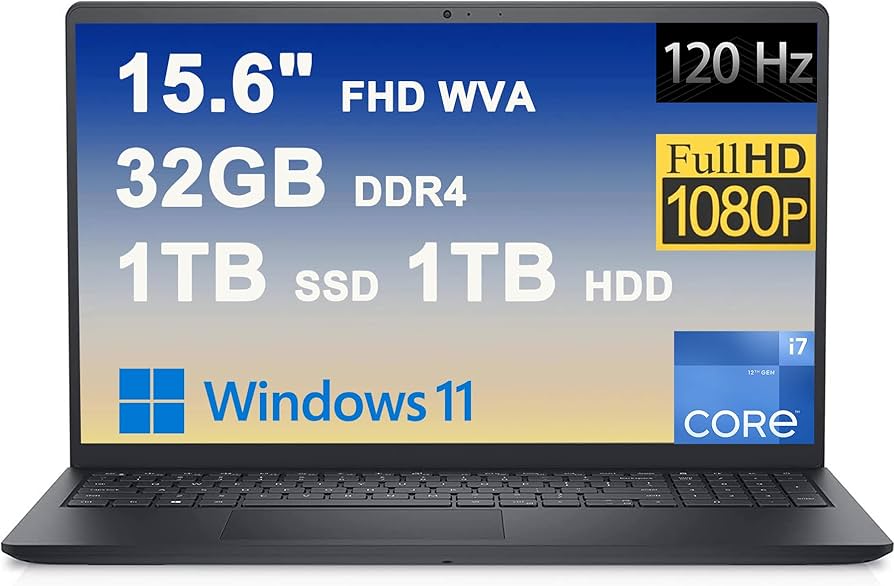 15.6" FHD WVA
120 Hz
32GB DDR4
FullHD
1080P
1TB SSD 1TB HDD
i7
12TH GEN
CORE™
Windows 11